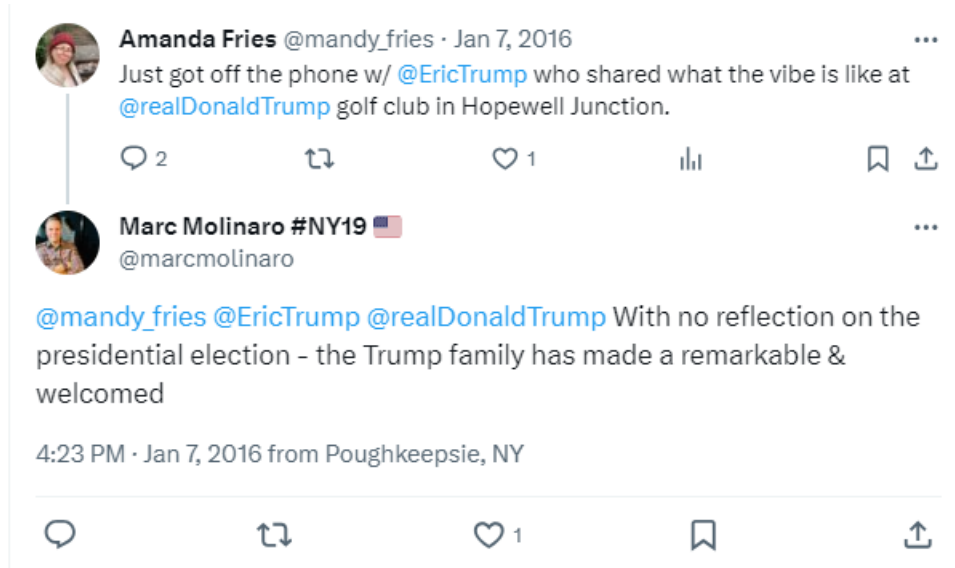 Amanda Fries @mandy_fries · Jan 7, 2016
Just got off the phone w/ @EricTrump who shared what the vibe is like at
@realDonaldTrump golf club in Hopewell Junction.
2
1
Marc Molinaro #NY19 🇺🇸
@marcmolinaro
@mandy_fries @EricTrump @realDonaldTrump With no reflection on the
presidential election - the Trump family has made a remarkable &
welcomed
4:23 PM · Jan 7, 2016 from Poughkeepsie, NY
1